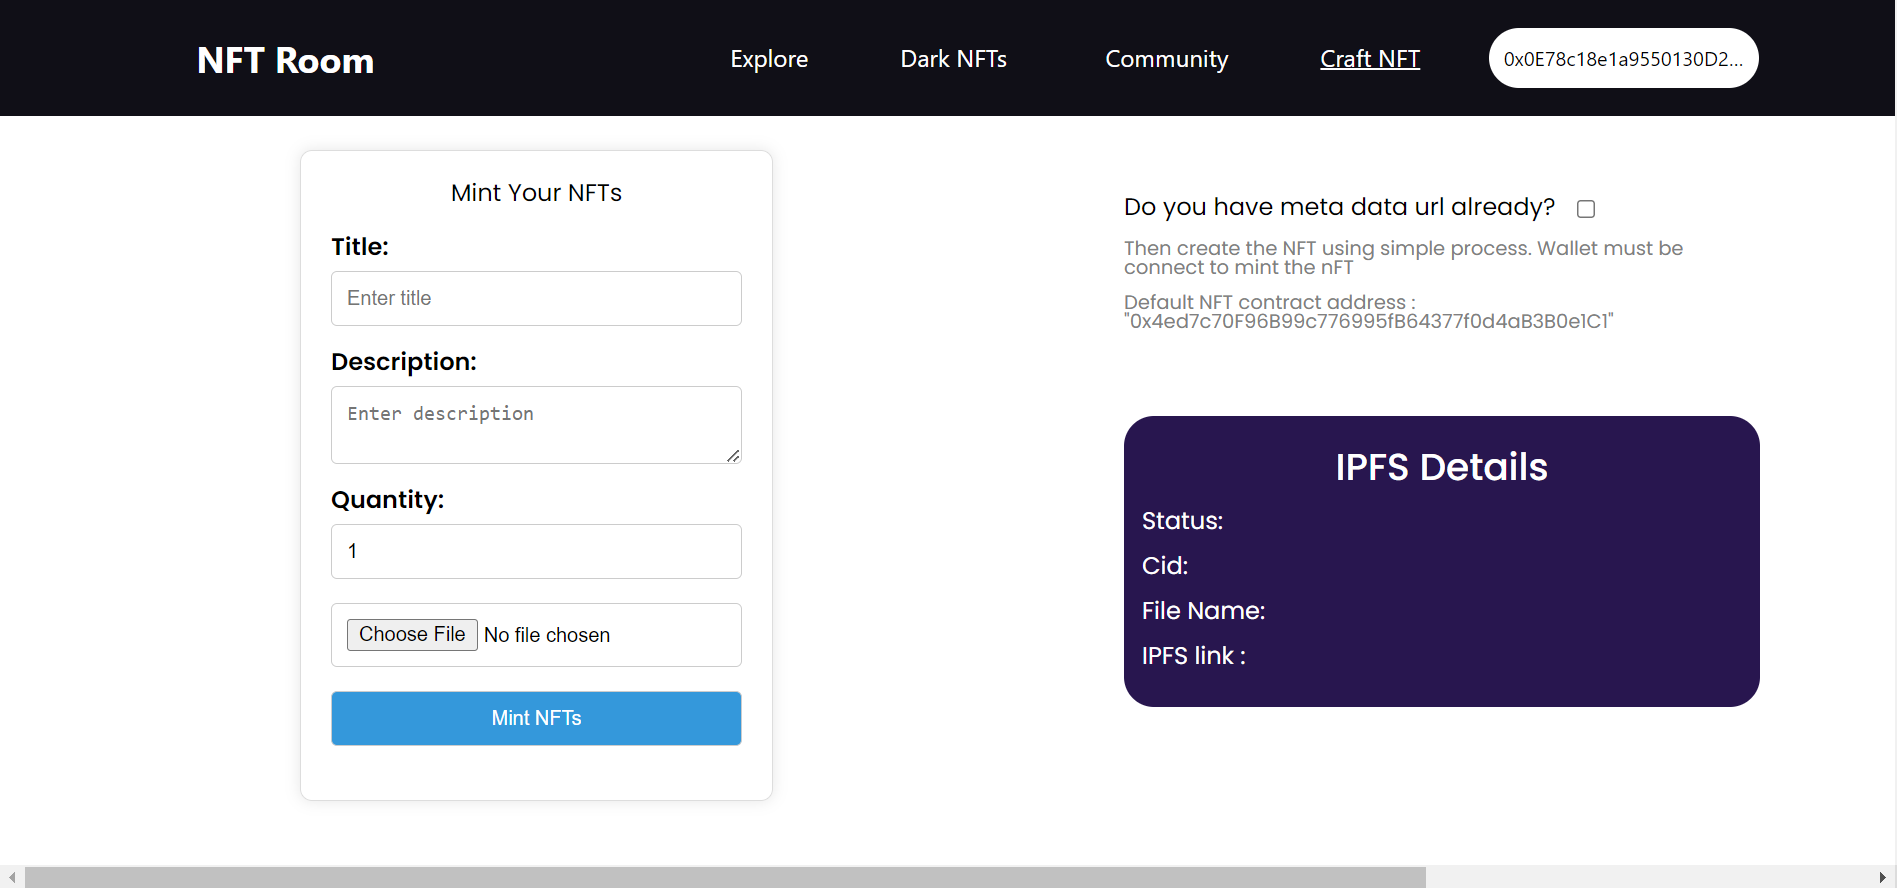 NFT Room
Explore
Dark NFTs
Community
Craft NFT
0x0E78c18e1a9550130D2...
Mint Your NFTs
Title:
Enter title
Description:
Enter description
Quantity:
1
Choose File No file chosen
Mint NFTs
Do you have meta data url already?
Then create the NFT using simple process. Wallet must be
connect to mint the nFT
Default NFT contract address :
"0x4ed7c70F96B99c776995fB64377f0d4aB3B0e1C1"
IPFS Details
Status:
Cid:
File Name:
IPFS link :